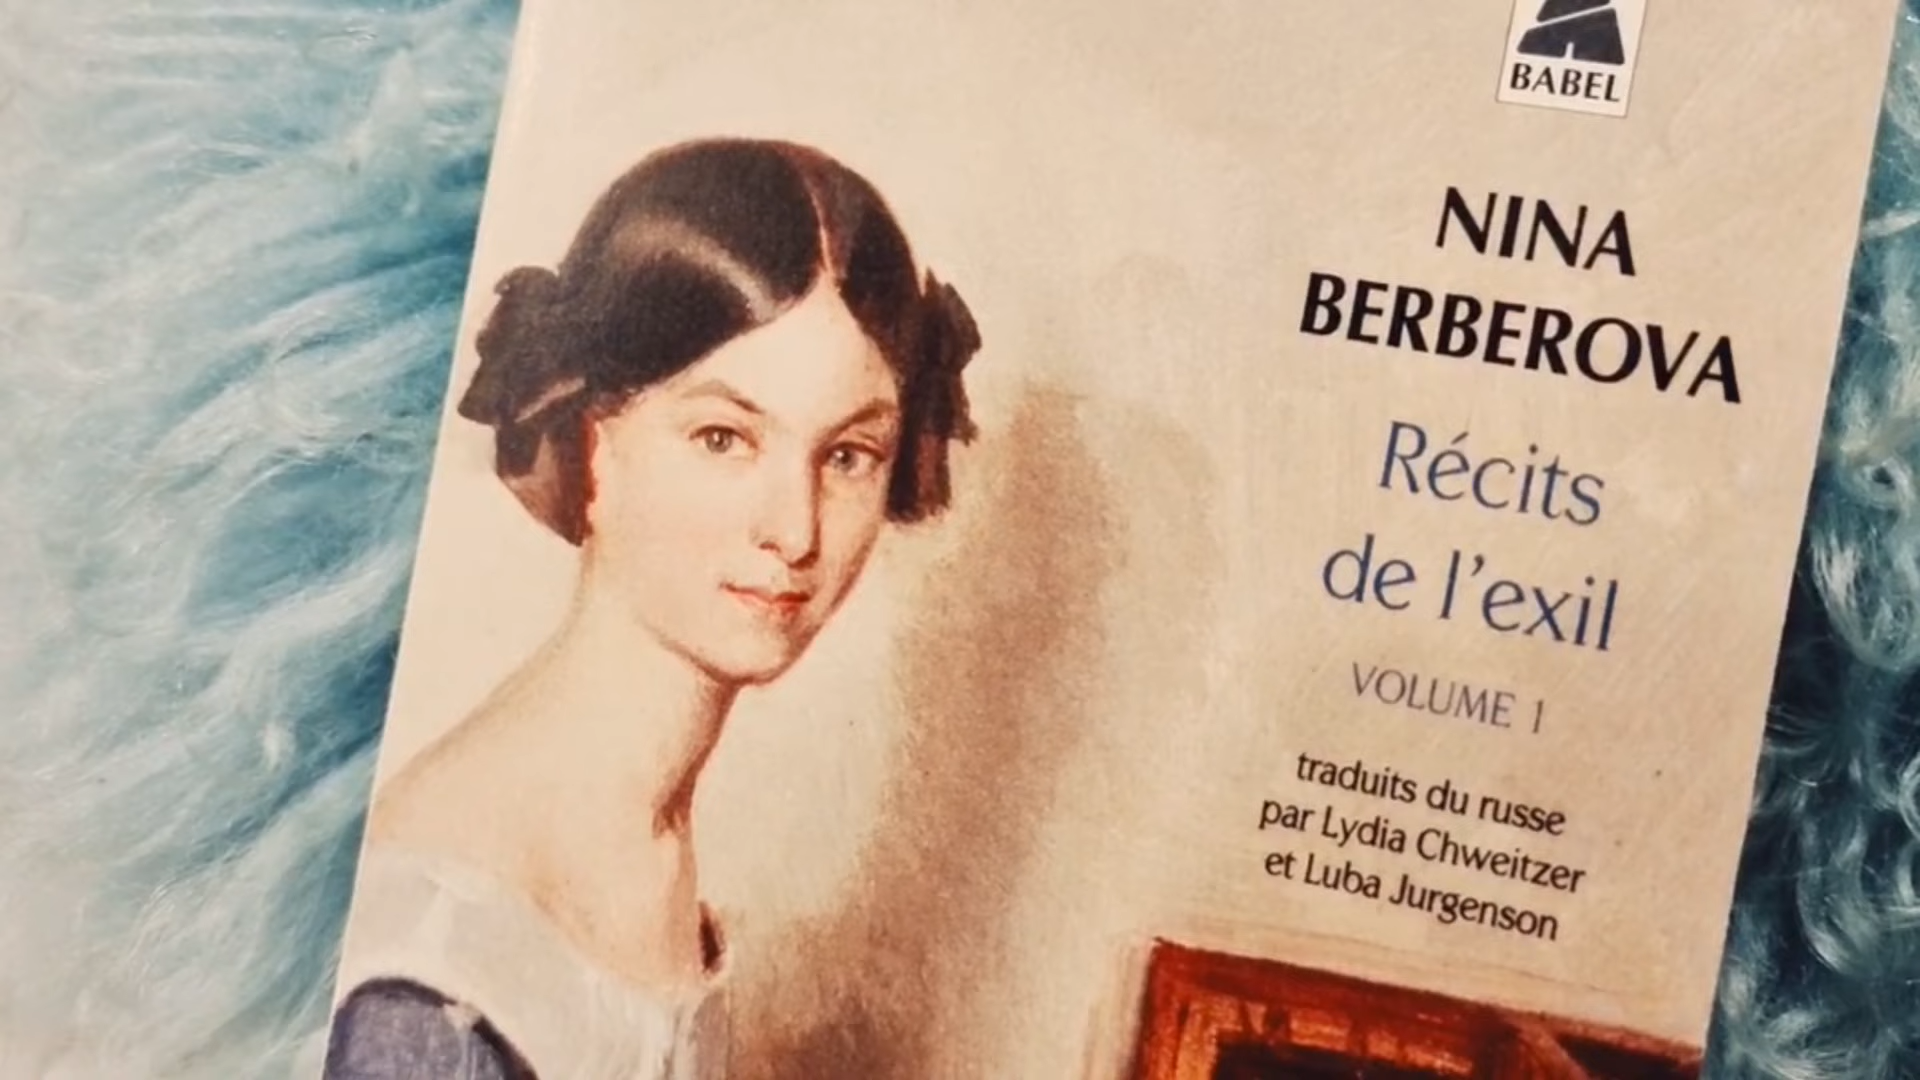 BABEL
NINA
BERBEROVA
Récits
de l'exil
VOLUME 1
traduits du russe
par Lydia Chweitzer
et Luba Jurgenson